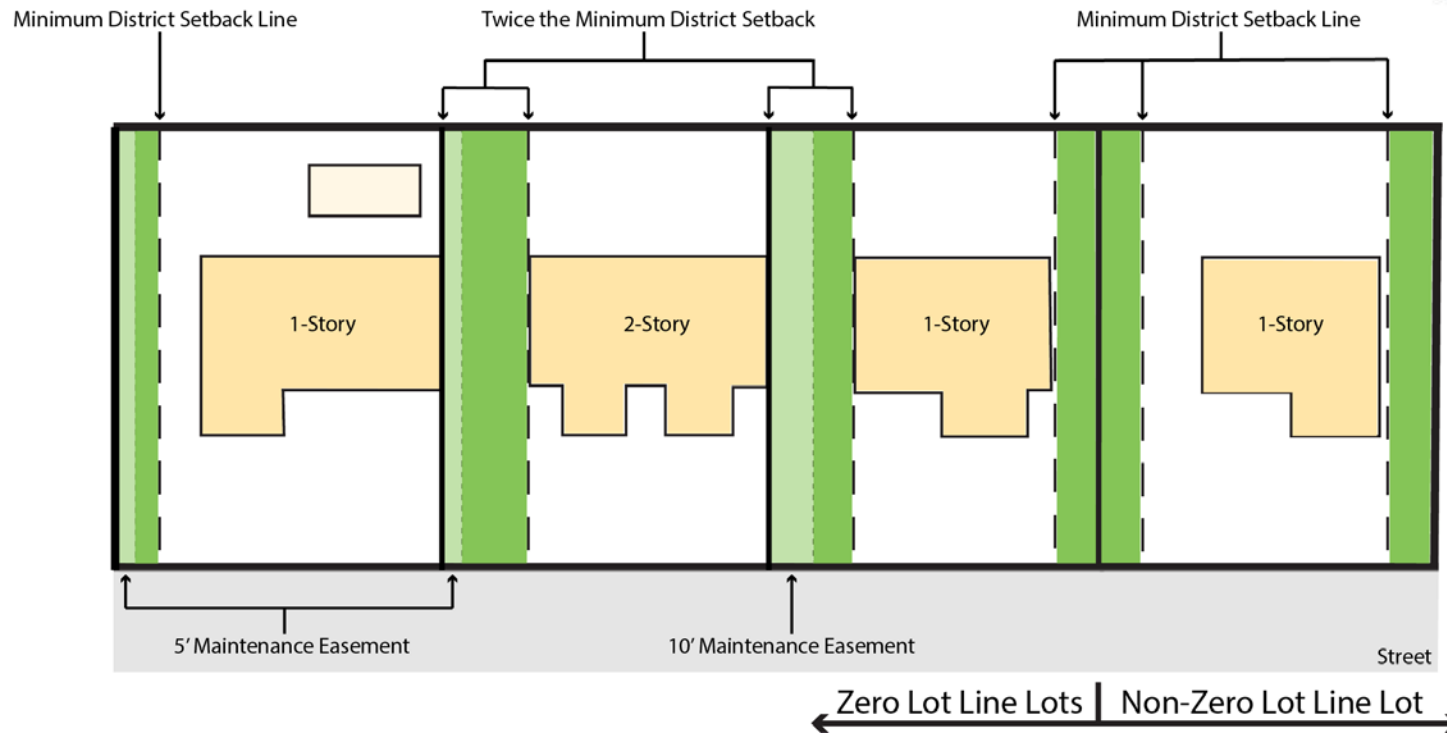 Minimum District Setback Line
Twice the Minimum District Setback
Minimum District Setback Line
1-Story
2-Story
1-Story
1-Story
5’ Maintenance Easement
10’ Maintenance Easement
Street
Zero Lot Line Lots
Non-Zero Lot Line Lot